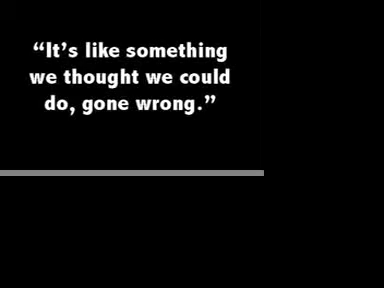 “It’s like something
we thought we could
do, gone wrong.”